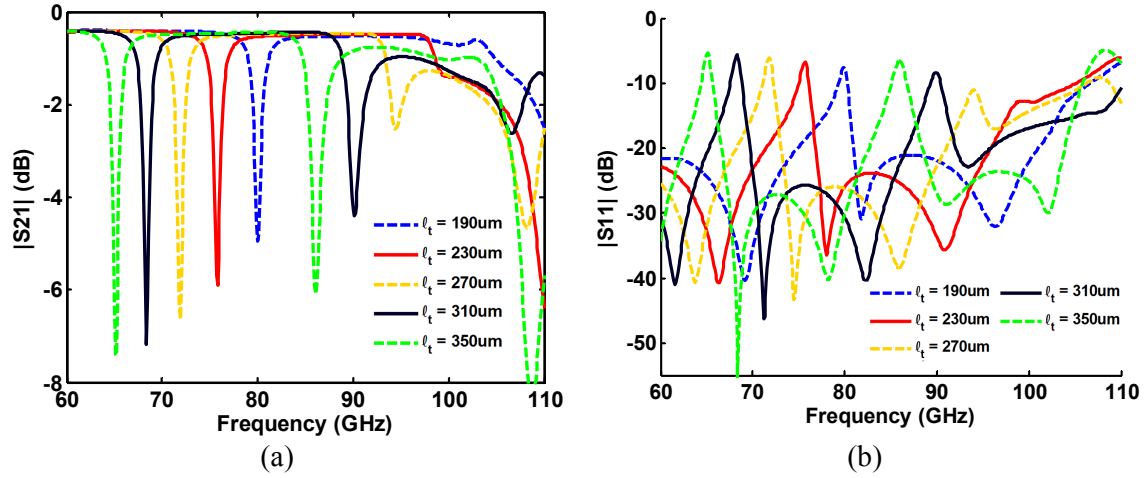 |S21| (dB)
0
-2
-4
-6
-8
ℓt = 190um
ℓt = 230um
ℓt = 270um
ℓt = 310um
ℓt = 350um
60 70 80 90 100 110
Frequency (GHz)
(a)
|S11| (dB)
-10
-20
-30
-40
-50
ℓt = 190um ℓt = 310um
ℓt = 230um ℓt = 350um
ℓt = 270um
60 70 80 90 100 110
Frequency (GHz)
(b)